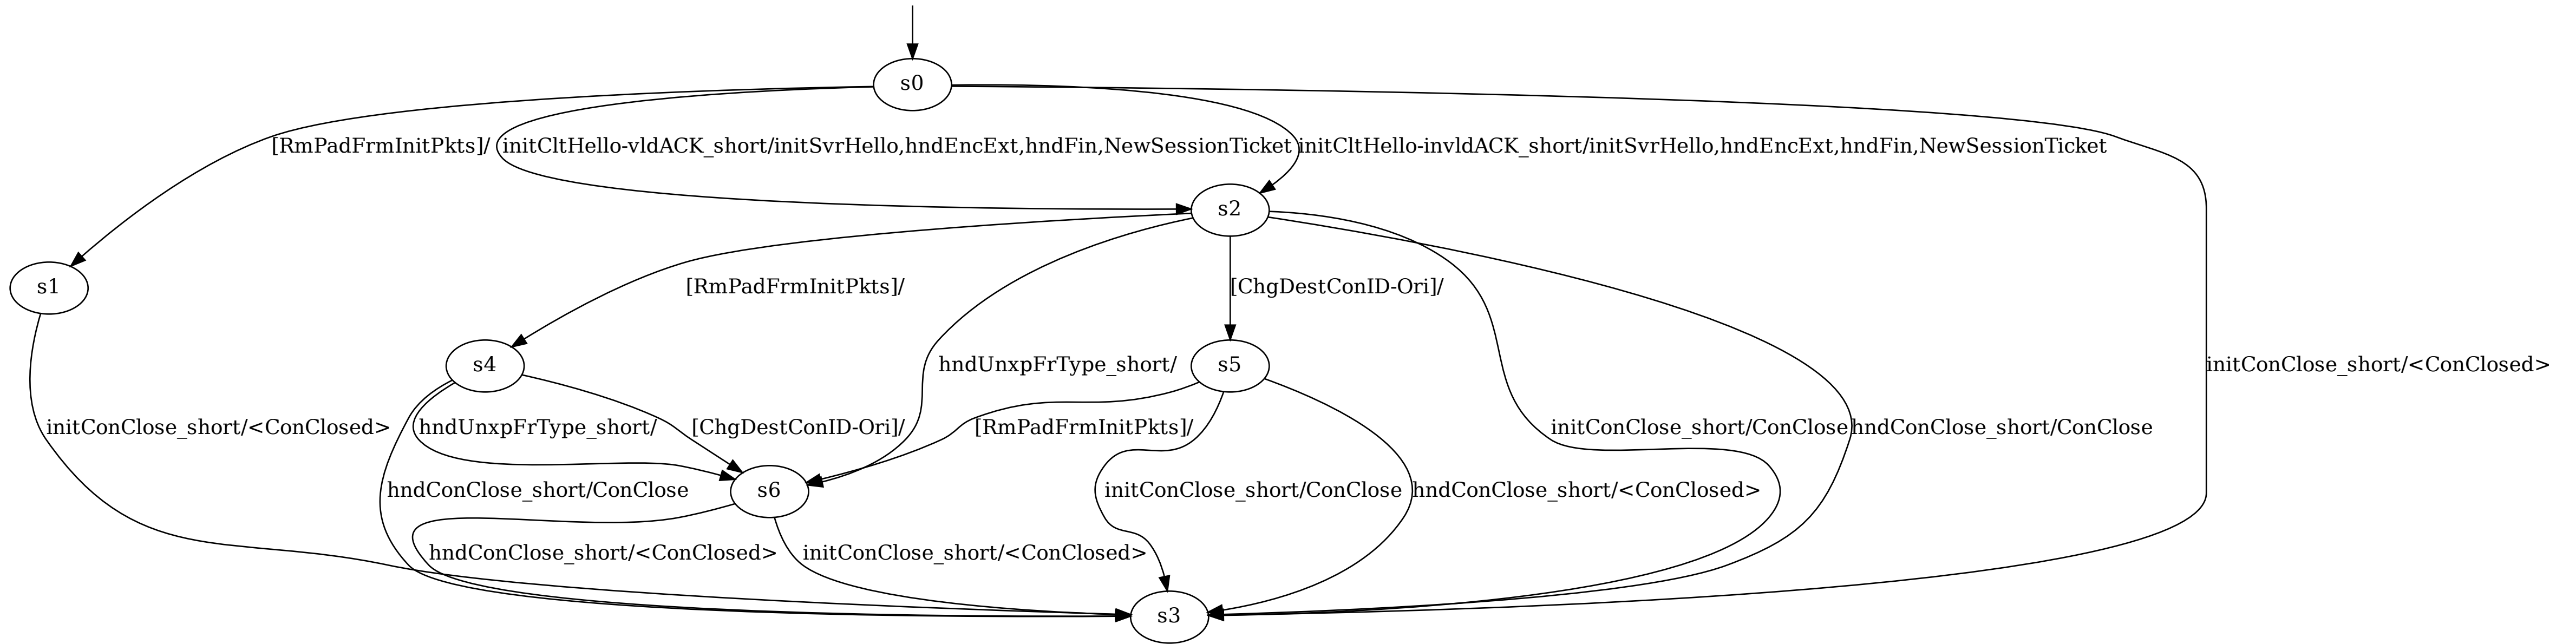 s0
[RmPadFrmInitPkts]/
initCltHello-vldACK_short/initSvrHello,hndEncExt,hndFin,NewSessionTicket
initCltHello-invldACK_short/initSvrHello,hndEncExt,hndFin,NewSessionTicket
s2
s1
[RmPadFrmInitPkts]/
[ChgDestConID-Ori]/
s4
hndUnxpFrType_short/
s5
initConClose_short/<ConClosed>
initConClose_short/<ConClosed>
hndUnxpFrType_short/
[ChgDestConID-Ori]/
[RmPadFrmInitPkts]/
initConClose_short/ConClose
hndConClose_short/ConClose
hndConClose_short/ConClose
s6
initConClose_short/ConClose
hndConClose_short/<ConClosed>
hndConClose_short/<ConClosed>
initConClose_short/<ConClosed>
s3